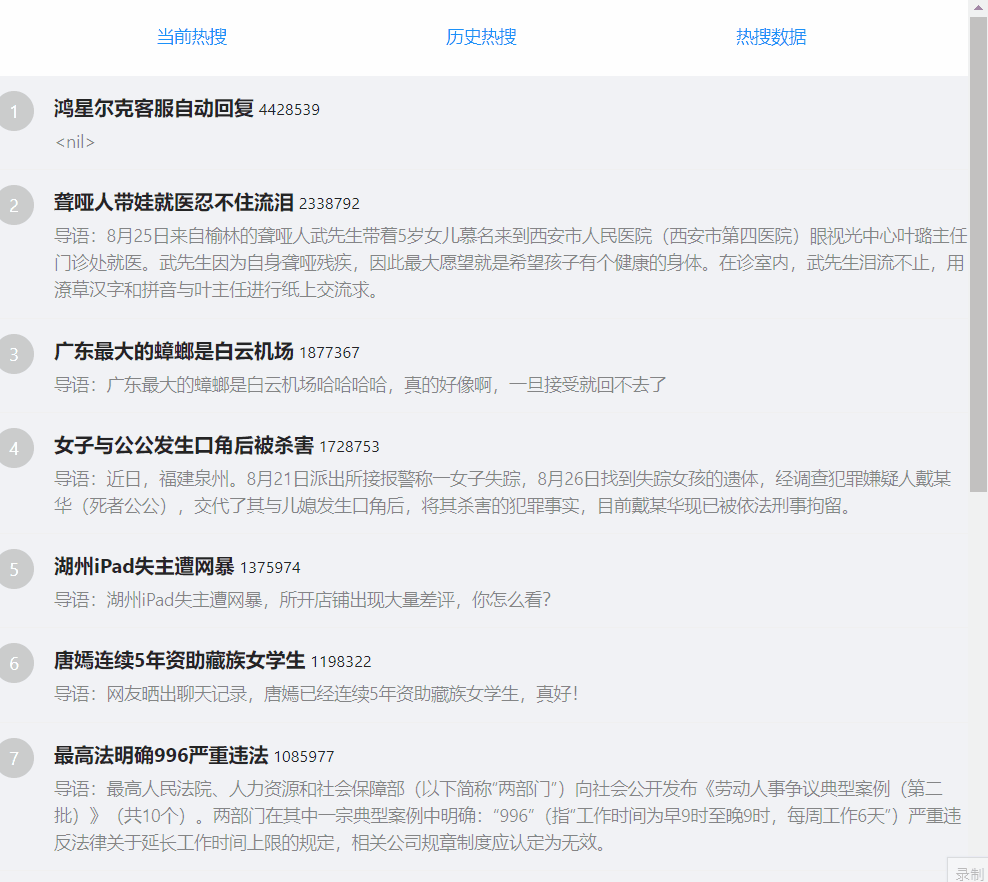 当前热搜 历史热搜 热搜数据
1 鸿星尔克客服自动回复 4428539
<nil>
2 聋哑人带娃就医忍不住流泪 2338792
导语：8月25日来自榆林的聋哑人武先生带着5岁女儿慕名来到西安市人民医院（西安市第四医院）眼视光中心叶璐主任
门诊处就医。武先生因为自身聋哑残疾，因此最大愿望就是希望孩子有个健康的身体。在诊室内，武先生泪流不止，用
潦草汉字和拼音与叶主任进行纸上交流求。
3 广东最大的蟑螂是白云机场 1877367
导语：广东最大的蟑螂是白云机场哈哈哈哈，真的好像啊，一旦接受就回不去了
4 女子与公公发生口角后被杀害 1728753
导语：近日，福建泉州。8月21日派出所接报警称一女子失踪，8月26日找到失踪女孩的遗体，经调查犯罪嫌疑人戴某
华（死者公公），交代了其与儿媳发生口角后，将其杀害的犯罪事实，目前戴某华现已被依法刑事拘留。
5 湖州iPad失主遭网暴 1375974
导语：湖州iPad失主遭网暴，所开店铺出现大量差评，你怎么看？
6 唐嫣连续5年资助藏族女学生 1198322
导语：网友晒出聊天记录，唐嫣已经连续5年资助藏族女学生，真好！
7 最高法明确996严重违法 1085977
导语：最高人民法院、人力资源和社会保障部（以下简称“两部门”）向社会公开发布《劳动人事争议典型案例（第二
批）》（共10个）。两部门在其中一宗典型案例中明确：“996”（指“工作时间为早9时至晚9时，每周工作6天”）严重违
反法律关于延长工作时间上限的规定，相关公司规章制度应认定为无效。
录制